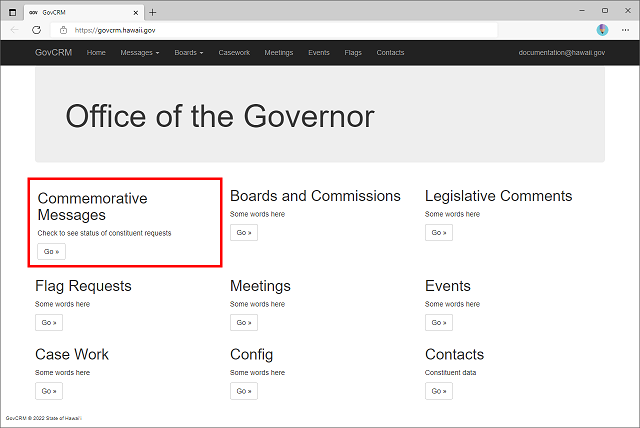 GOV GovCRM
https://govcrm.hawaii.gov
GovCRM Home Messages Boards Casework Meetings Events Flags Contacts documentation@hawaii.gov
Office of the Governor
Commemorative
Messages
Check to see status of constituent requests
Go »
Boards and Commissions
Some words here
Go »
Legislative Comments
Some words here
Go »
Flag Requests
Some words here
Go »
Meetings
Some words here
Go »
Events
Some words here
Go »
Case Work
Some words here
Go »
Config
Some words here
Go »
Contacts
Constituent data
Go »
GovCRM © 2022 State of Hawaii